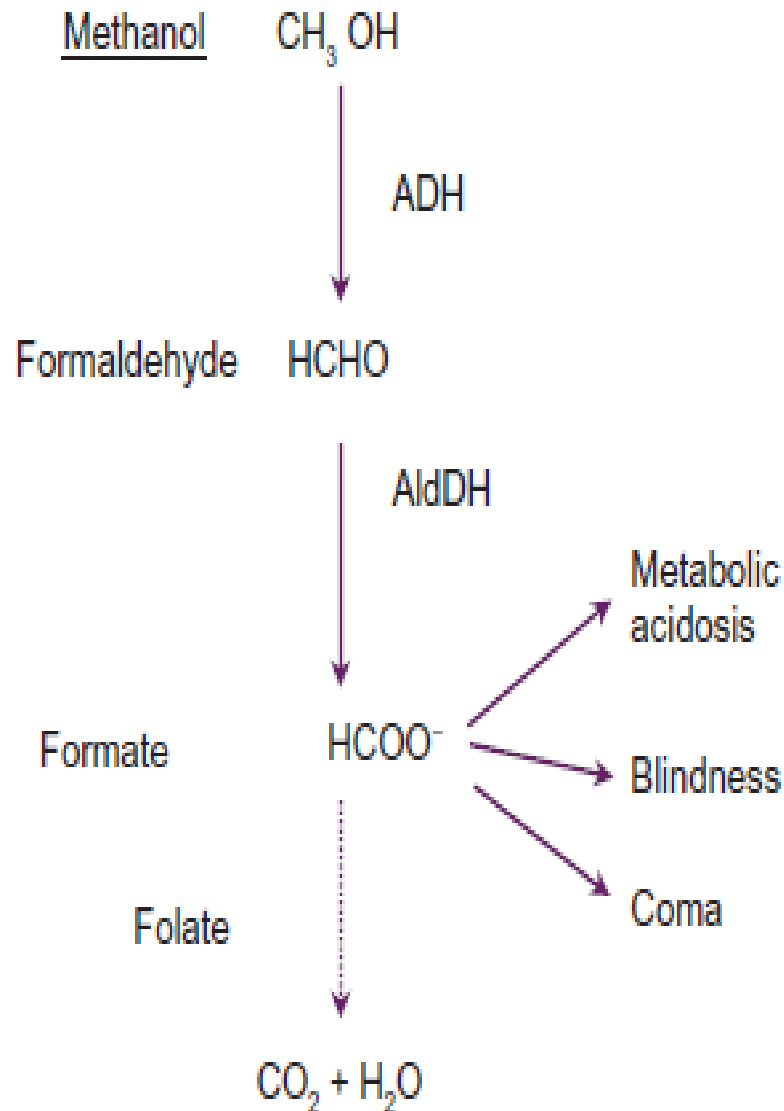 Methanol CH₃ OH
ADH
Formaldehyde HCHO
AldDH
Metabolic
acidosis
Formate HCOO⁻
Blindness
Coma
Folate
CO₂ + H₂O